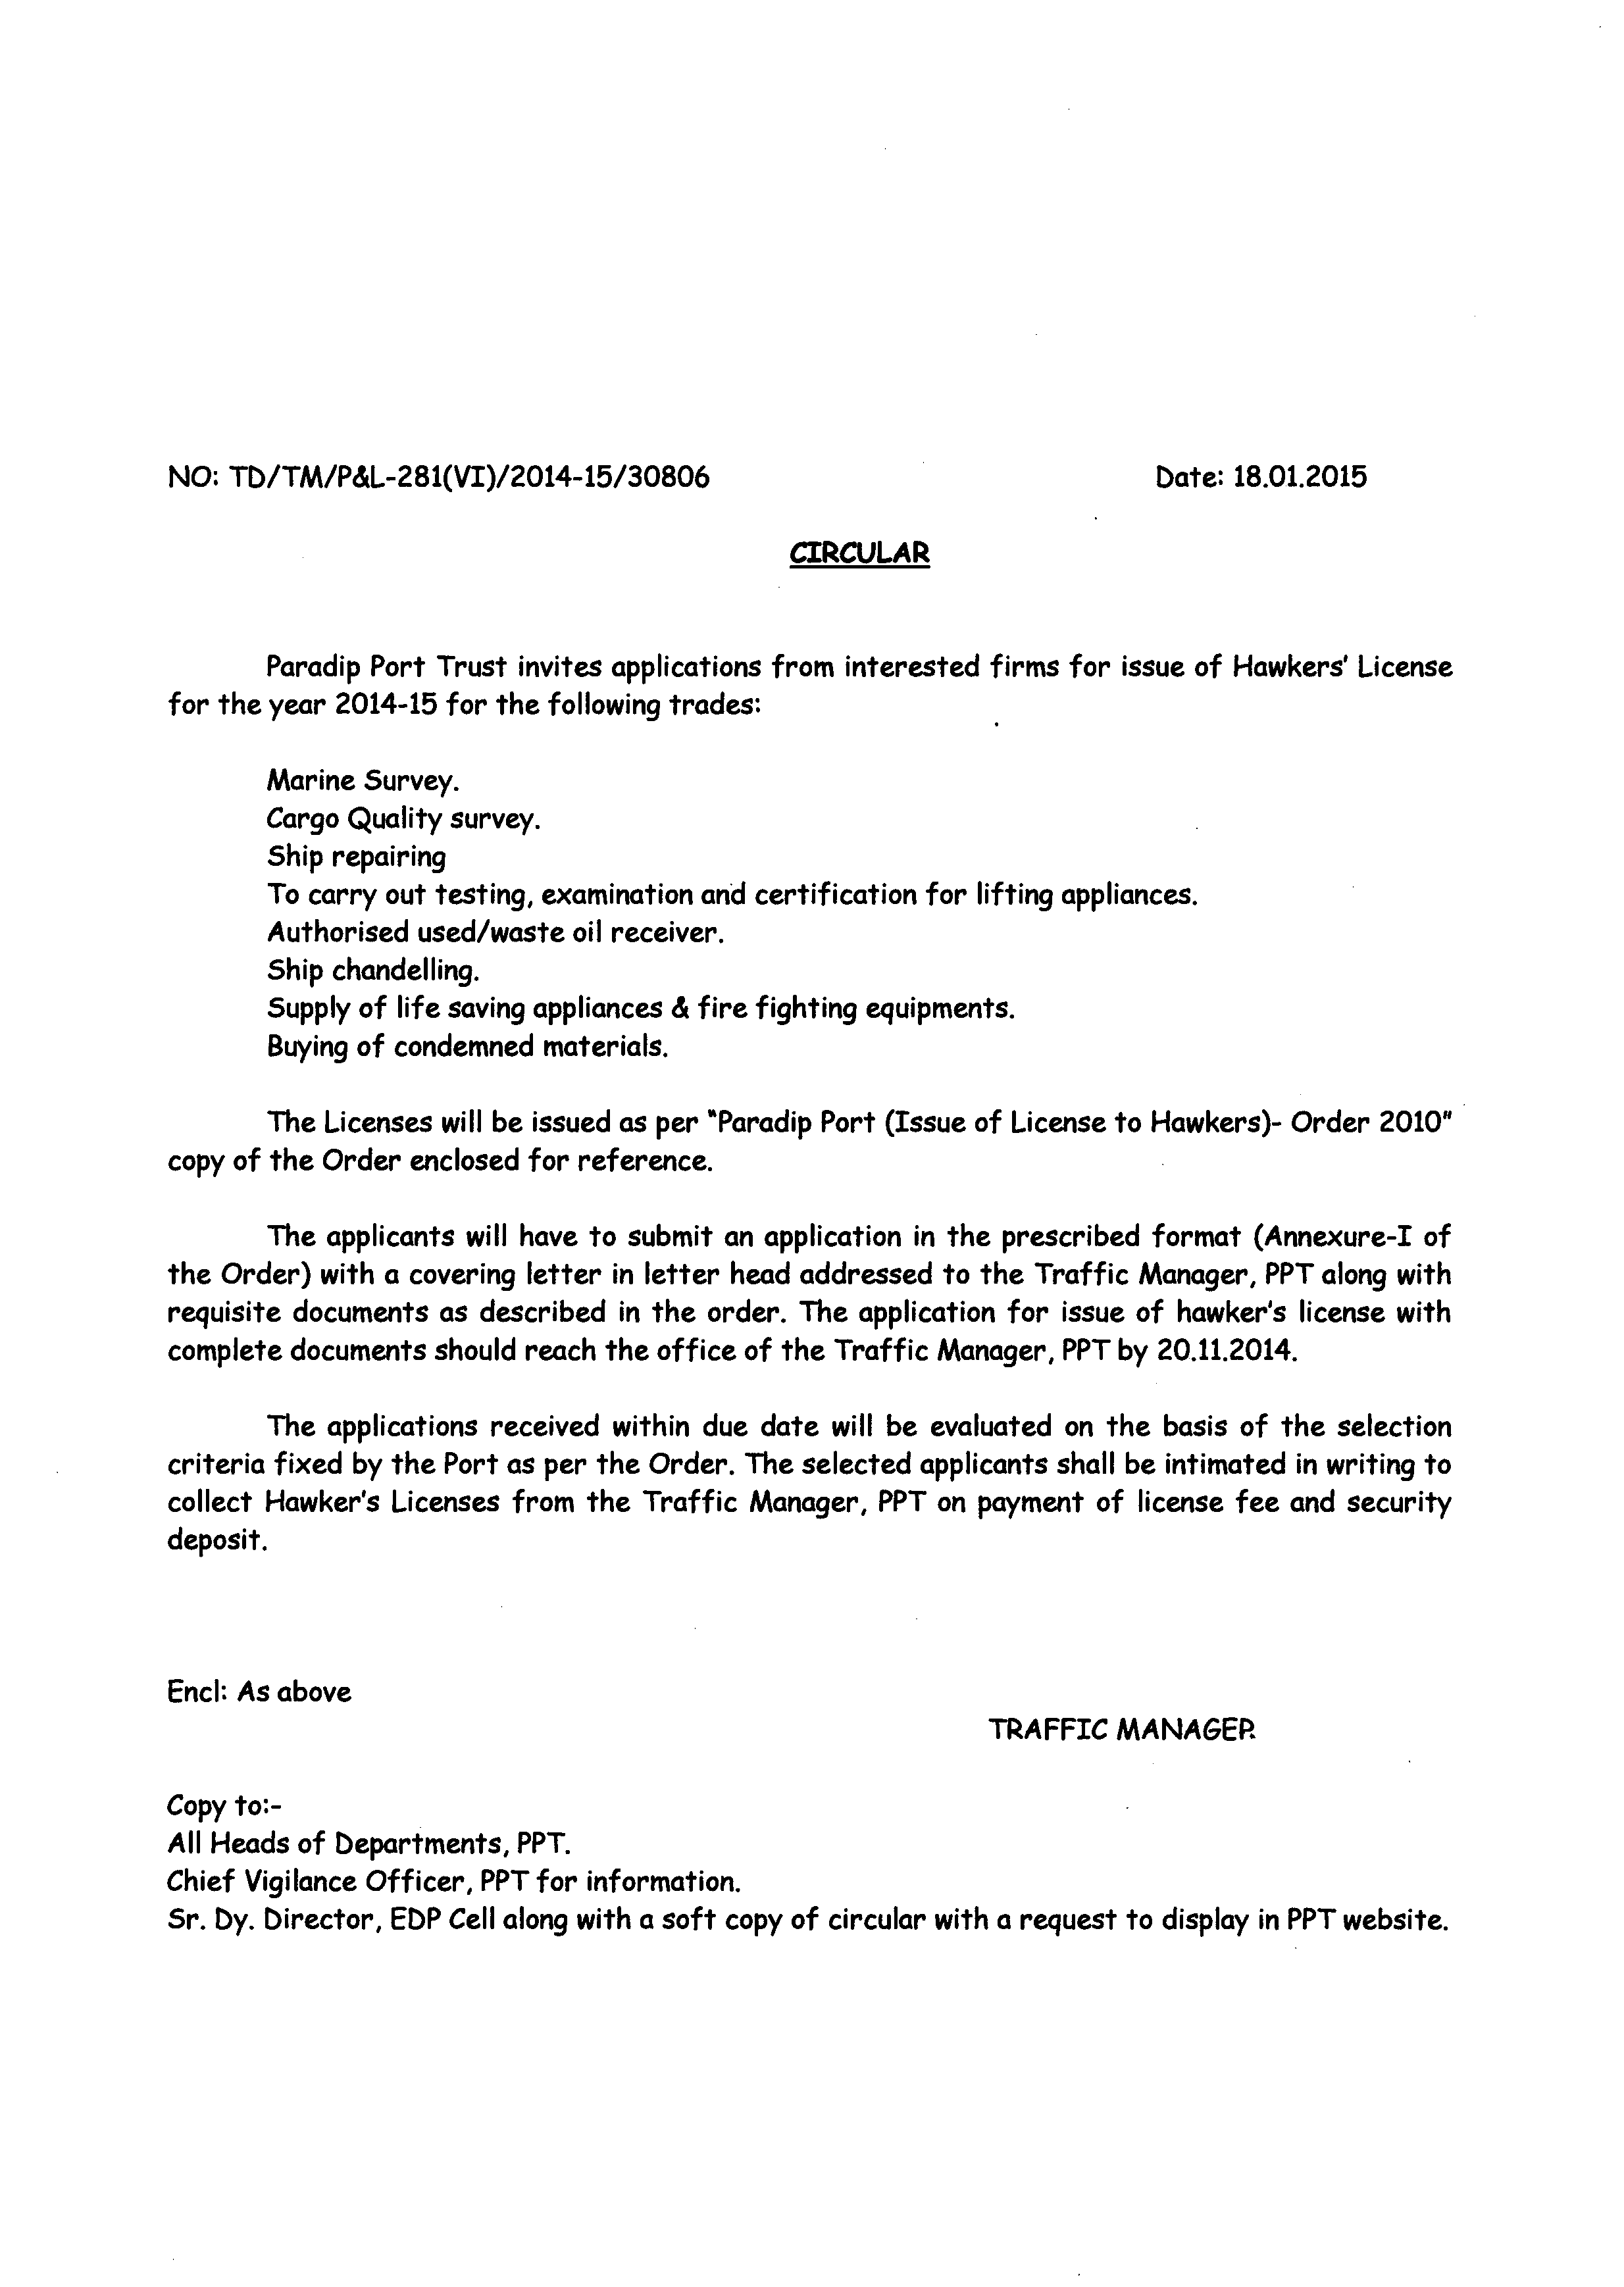 NO: TD/TM/P&L-281(VI)/2014-15/30806 Date: 18.01.2015
CIRCULAR
Paradip Port Trust invites applications from interested firms for issue of Hawkers' License
for the year 2014-15 for the following trades:
Marine Survey.
Cargo Quality survey.
Ship repairing
To carry out testing, examination and certification for lifting appliances.
Authorised used/waste oil receiver.
Ship chandelling.
Supply of life saving appliances & fire fighting equipments.
Buying of condemned materials.
The Licenses will be issued as per "Paradip Port (Issue of License to Hawkers)- Order 2010"
copy of the Order enclosed for reference.
The applicants will have to submit an application in the prescribed format (Annexure-I of
the Order) with a covering letter in letter head addressed to the Traffic Manager, PPT along with
requisite documents as described in the order. The application for issue of hawker's license with
complete documents should reach the office of the Traffic Manager, PPT by 20.11.2014.
The applications received within due date will be evaluated on the basis of the selection
criteria fixed by the Port as per the Order. The selected applicants shall be intimated in writing to
collect Hawker's Licenses from the Traffic Manager, PPT on payment of license fee and security
deposit.
Encl: As above
TRAFFIC MANAGER
Copy to:-
All Heads of Departments, PPT.
Chief Vigilance Officer, PPT for information.
Sr. Dy. Director, EDP Cell along with a soft copy of circular with a request to display in PPT website.